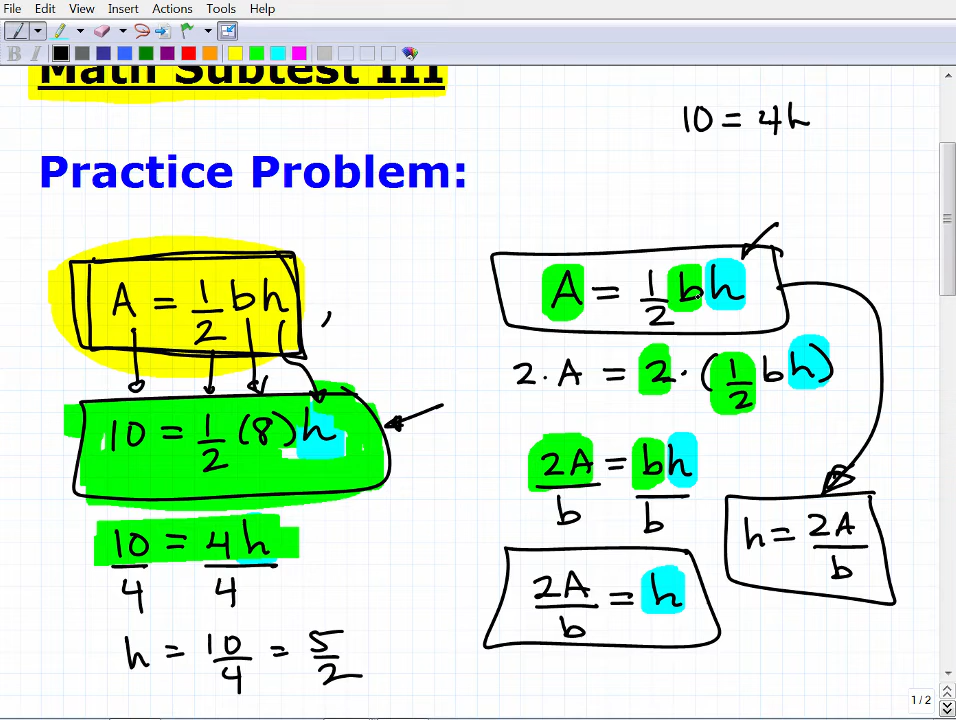 File Edit View Insert Actions Tools Help
B I
Math Subtest III
10 = 4h
Practice Problem:
A = 1/2 bh ,
10 = 1/2 (8) h
10 = 4h
4 4
h = 10/4 = 5/2
A = 1/2 bh
2 · A = 2 · (1/2 bh)
2A/b = bh/b
2A/b = h
h = 2A/b
1 / 2